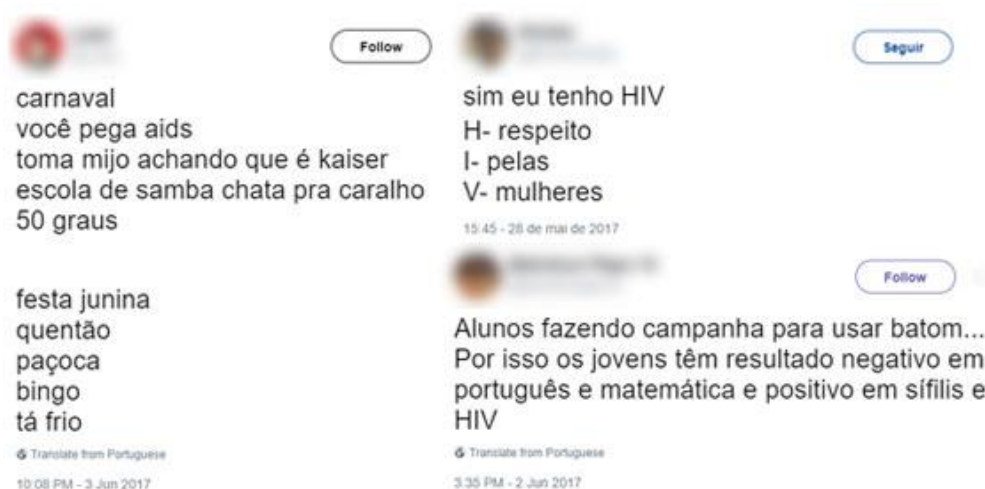 Follow
carnaval
você pega aids
toma mijo achando que é kaiser
escola de samba chata pra caralho
50 graus
festa junina
quentão
paçoca
bingo
tá frio
Translate from Portuguese
10:08 PM - 3 Jun 2017
Seguir
sim eu tenho HIV
H- respeito
I- pelas
V- mulheres
15:45 - 28 de mai de 2017
Follow
Alunos fazendo campanha para usar batom...
Por isso os jovens têm resultado negativo em
português e matemática e positivo em sífilis e
HIV
Translate from Portuguese
3:35 PM - 2 Jun 2017